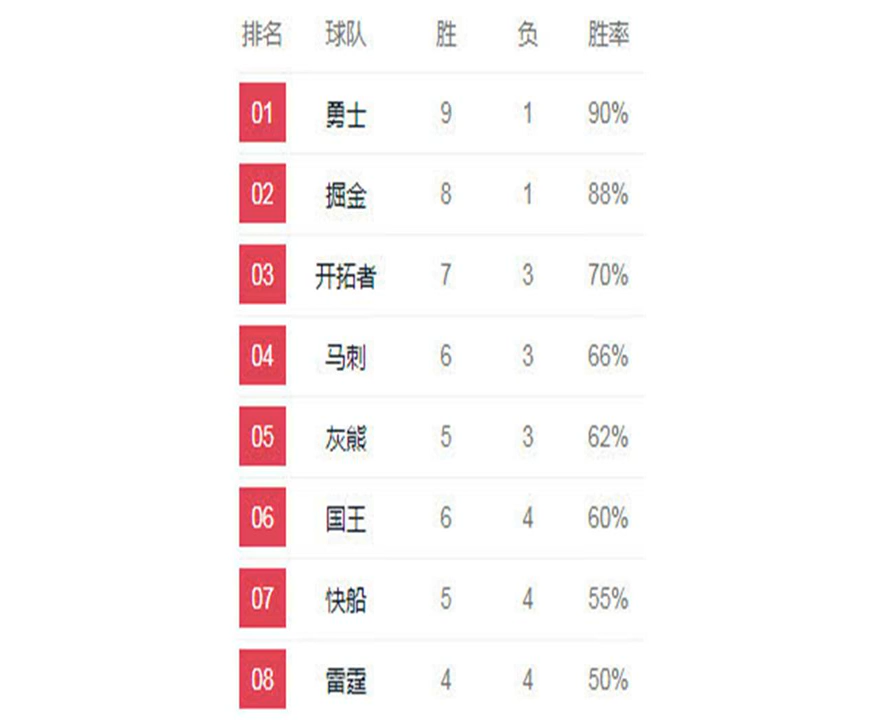 排名 球队 胜 负 胜率
01 勇士 9 1 90%
02 掘金 8 1 88%
03 开拓者 7 3 70%
04 马刺 6 3 66%
05 灰熊 5 3 62%
06 国王 6 4 60%
07 快船 5 4 55%
08 雷霆 4 4 50%